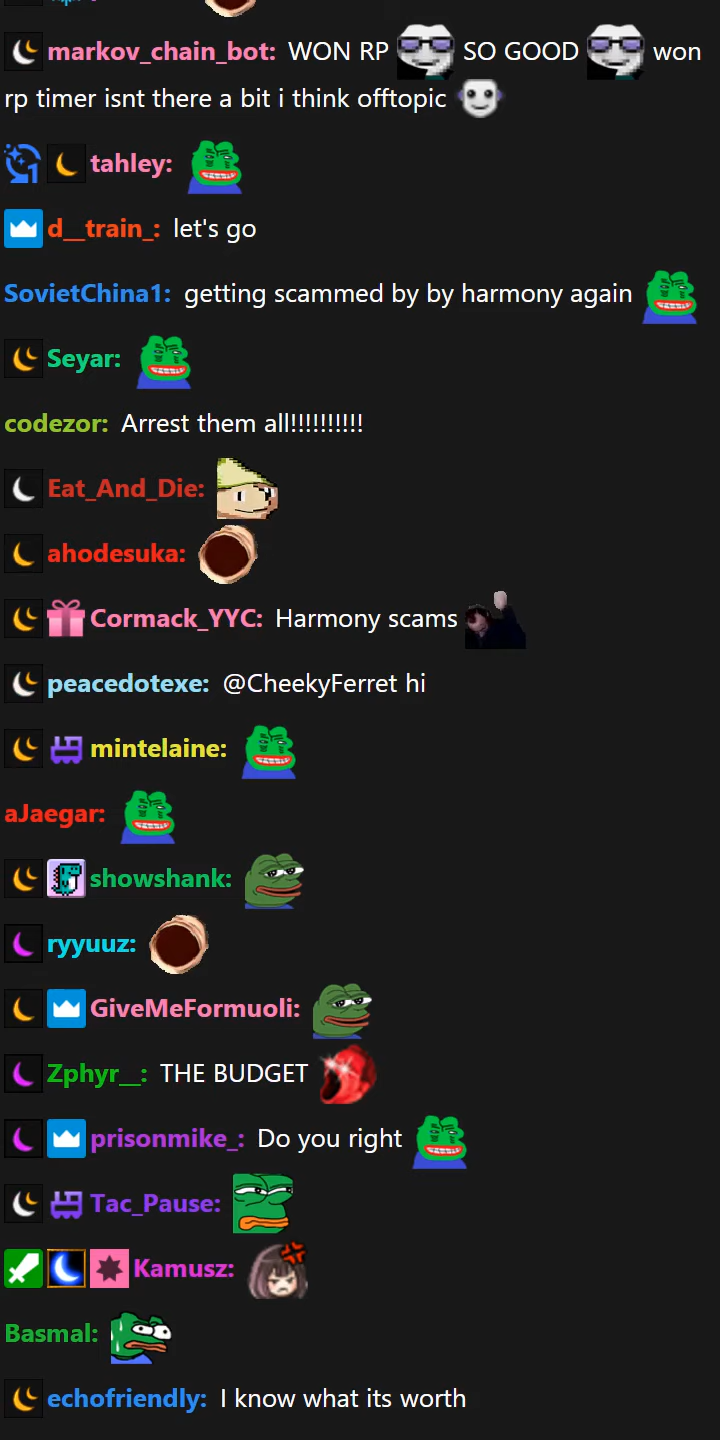 markov_chain_bot: WON RP SO GOOD won
rp timer isnt there a bit i think offtopic
tahley:
d__train_: let's go
SovietChina1: getting scammed by by harmony again
Seyar:
codezor: Arrest them all!!!!!!!!!!
Eat_And_Die:
ahodesuka:
Cormack_YYC: Harmony scams
peacedotexe: @CheekyFerret hi
mintelaine:
aJaegar:
showshank:
ryyuuz:
GiveMeFormuoli:
Zphyr__: THE BUDGET
prisonmike_: Do you right
Tac_Pause:
Kamusz:
Basmal:
echofriendly: I know what its worth